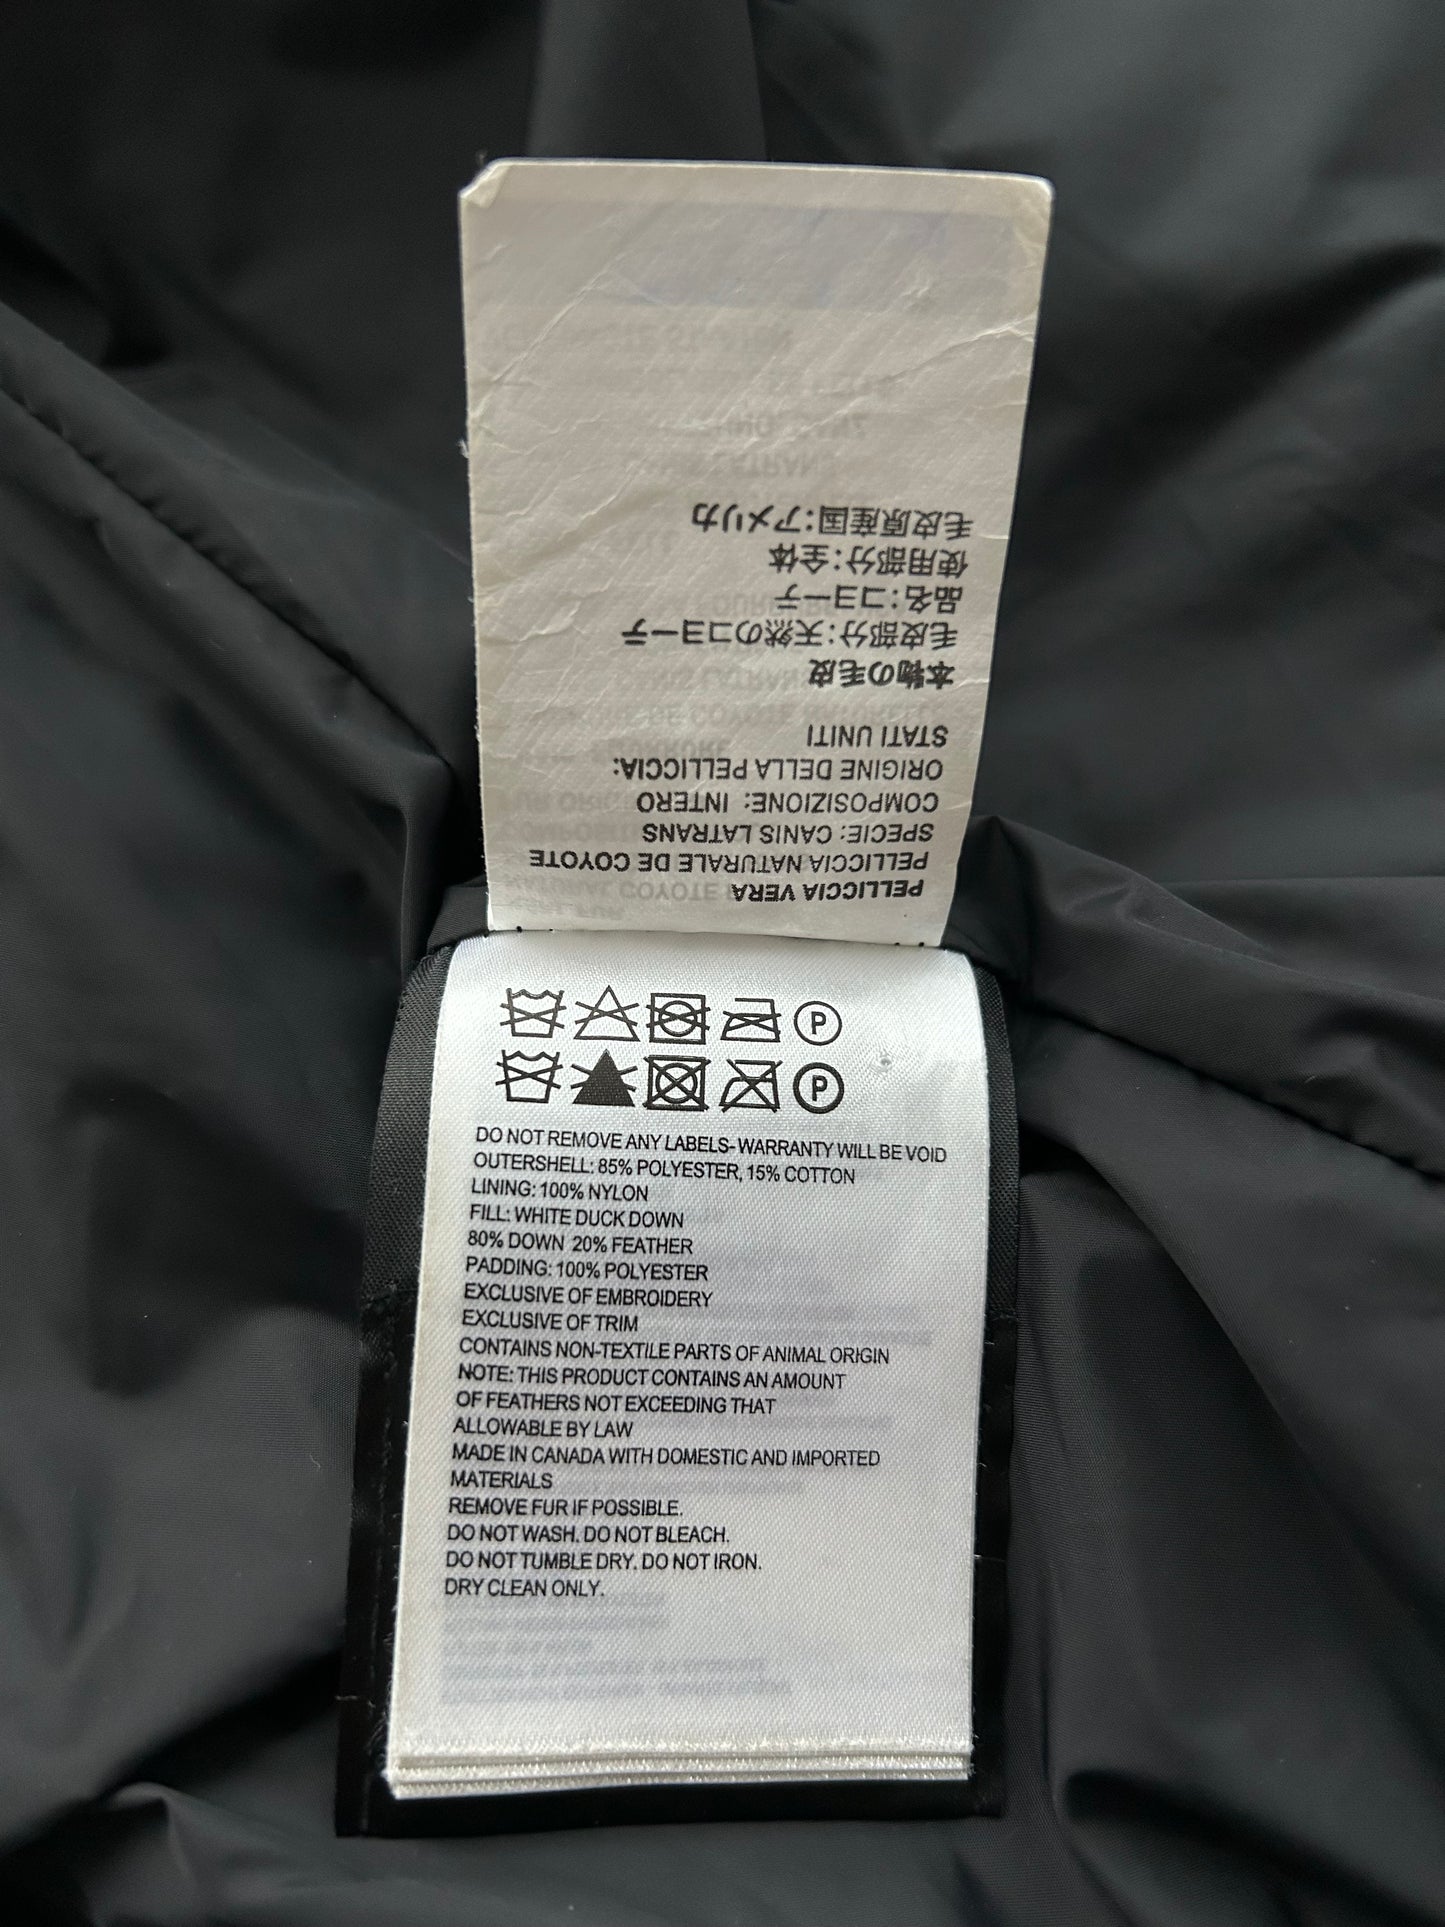 PELLICCIA VERA
PELLICCIA NATURALE DE COYOTE
SPECIE: CANIS LATRANS
COMPOSIZIONE: INTERO
ORIGINE DELLA PELLICCIA:
STATI UNITI
本物の毛皮
毛皮部分:天然のコヨーテ
品名:コヨーテ
使用部分:全体
毛皮原産国:アメリカ
P
P
DO NOT REMOVE ANY LABELS-WARRANTY WILL BE VOID
OUTERSHELL: 85% POLYESTER, 15% COTTON
LINING: 100% NYLON
FILL: WHITE DUCK DOWN
80% DOWN 20% FEATHER
PADDING: 100% POLYESTER
EXCLUSIVE OF EMBROIDERY
EXCLUSIVE OF TRIM
CONTAINS NON-TEXTILE PARTS OF ANIMAL ORIGIN
NOTE: THIS PRODUCT CONTAINS AN AMOUNT
OF FEATHERS NOT EXCEEDING THAT
ALLOWABLE BY LAW
MADE IN CANADA WITH DOMESTIC AND IMPORTED
MATERIALS
REMOVE FUR IF POSSIBLE.
DO NOT WASH. DO NOT BLEACH.
DO NOT TUMBLE DRY. DO NOT IRON.
DRY CLEAN ONLY.